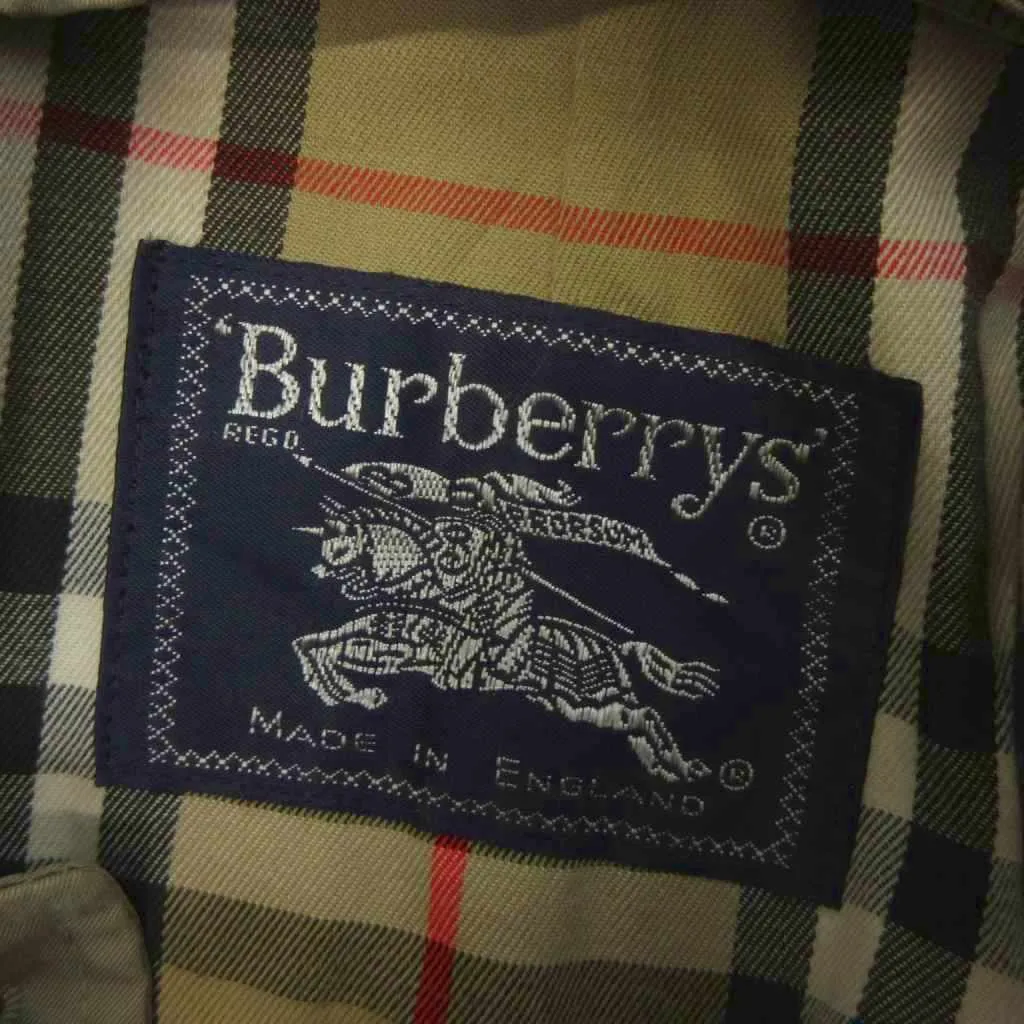 ‘Burberrys’
REGD.
®
PRORSUM
®
MADE IN ENGLAND